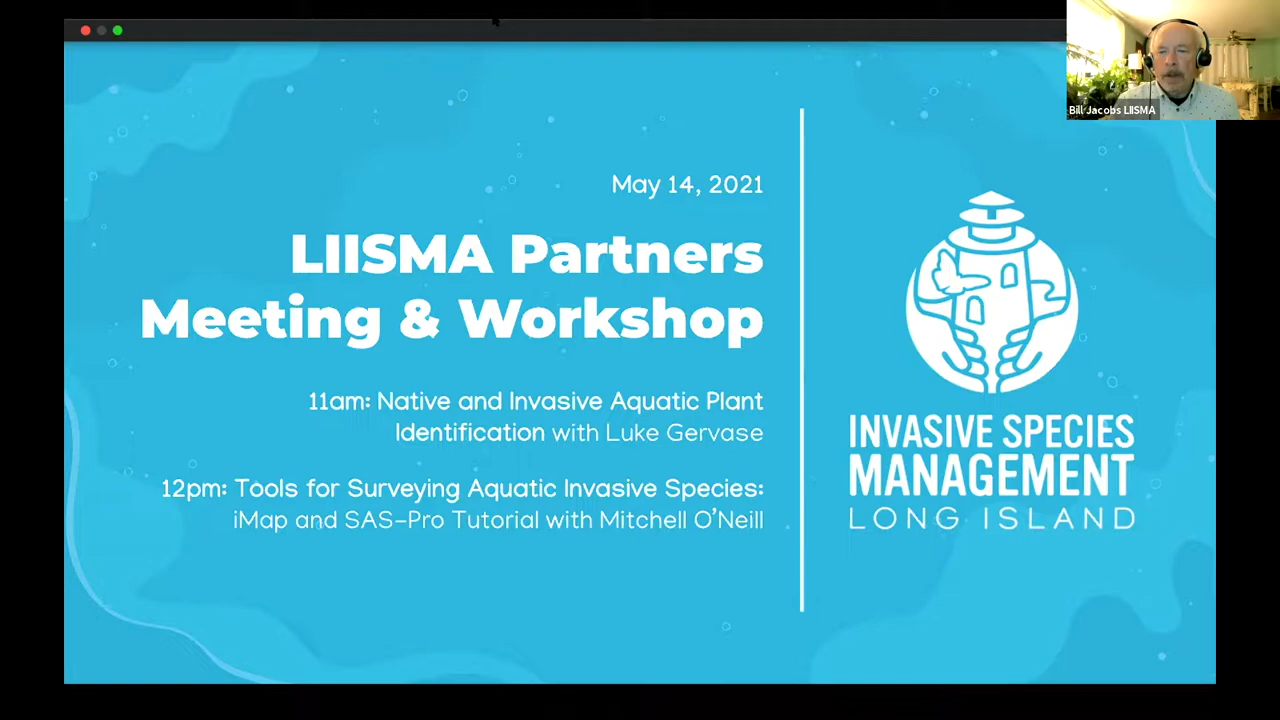 Bill Jacobs LIISMA
May 14, 2021
LIISMA Partners
Meeting & Workshop
11am: Native and Invasive Aquatic Plant
Identification with Luke Gervase
12pm: Tools for Surveying Aquatic Invasive Species:
iMap and SAS-Pro Tutorial with Mitchell O’Neill
INVASIVE SPECIES
MANAGEMENT
LONG ISLAND